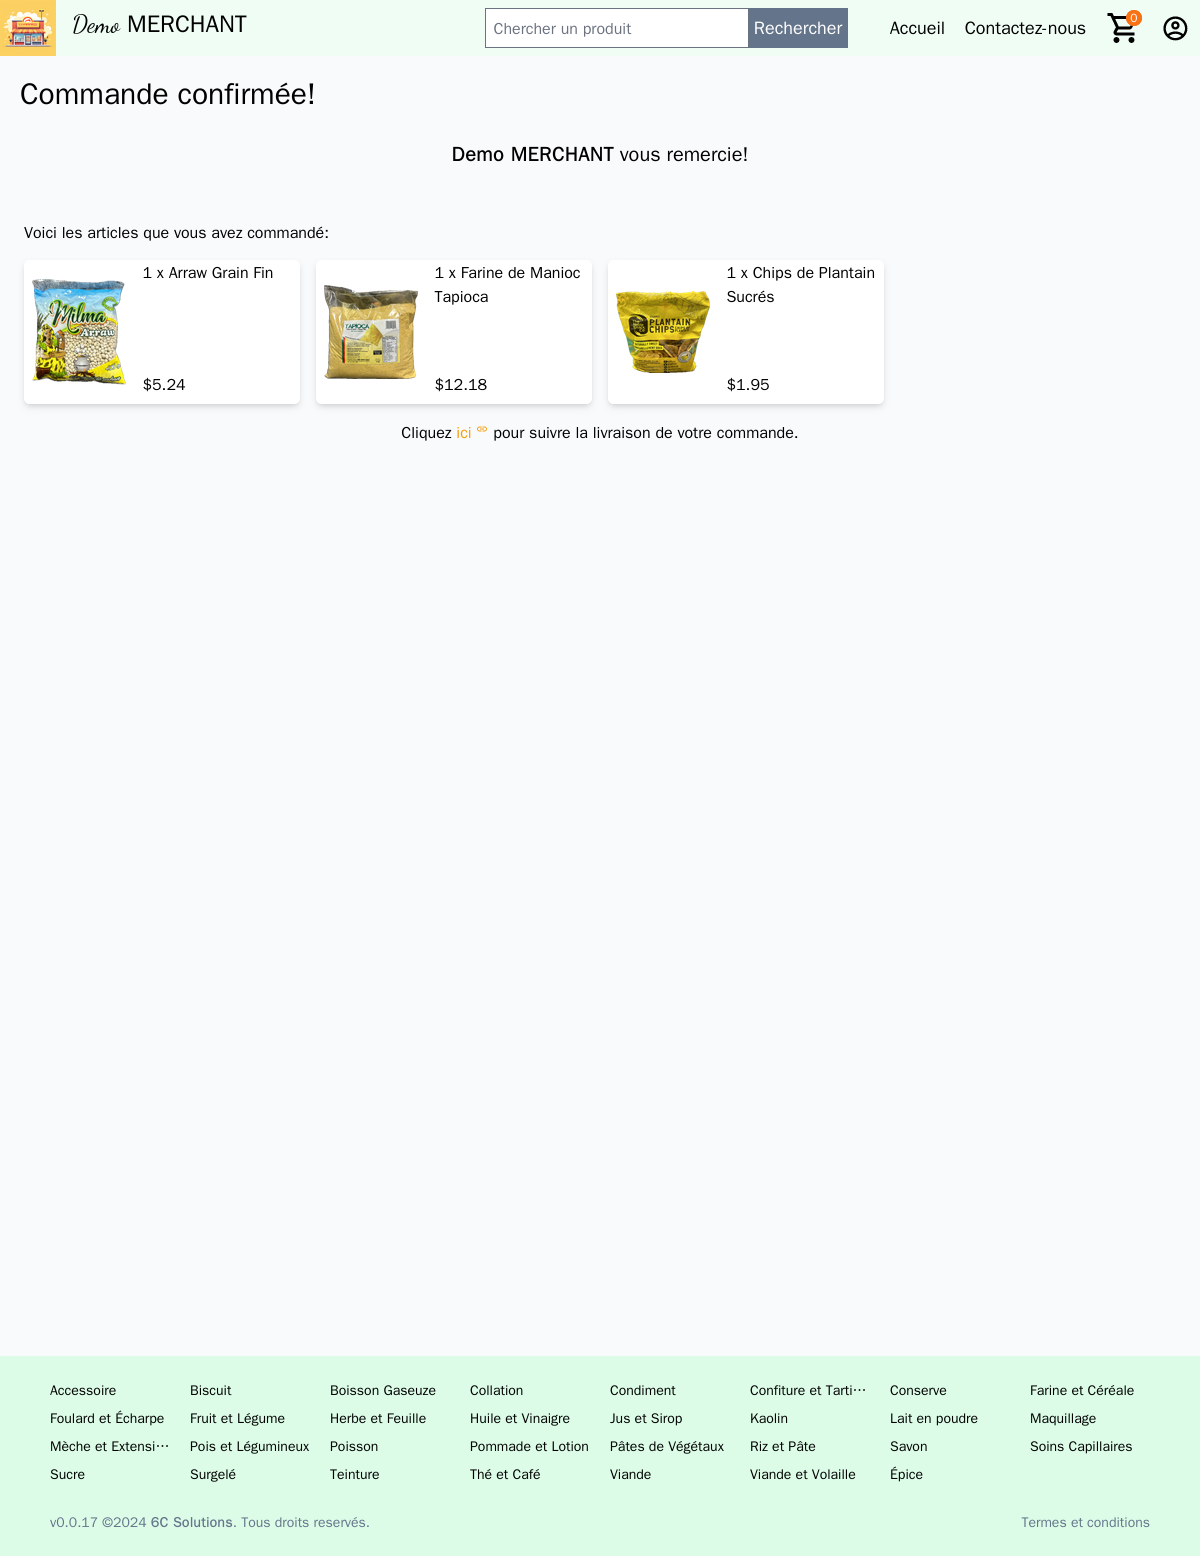 Demo MERCHANT
Chercher un produit
Rechercher
Accueil
Contactez-nous
0
Commande confirmée!
Demo MERCHANT vous remercie!
Voici les articles que vous avez commandé:
Milma
Arraw
1 x Arraw Grain Fin
$5.24
TAPIOCA
1 x Farine de Manioc
Tapioca
$12.18
PLANTAIN
CHIPS
1 x Chips de Plantain
Sucrés
$1.95
Cliquez ici pour suivre la livraison de votre commande.
Accessoire Biscuit Boisson Gaseuze Collation Condiment Confiture et Tarti… Conserve Farine et Céréale
Foulard et Écharpe Fruit et Légume Herbe et Feuille Huile et Vinaigre Jus et Sirop Kaolin Lait en poudre Maquillage
Mèche et Extensi… Pois et Légumineux Poisson Pommade et Lotion Pâtes de Végétaux Riz et Pâte Savon Soins Capillaires
Sucre Surgelé Teinture Thé et Café Viande Viande et Volaille Épice
v0.0.17 ©2024 6C Solutions. Tous droits reservés.
Termes et conditions